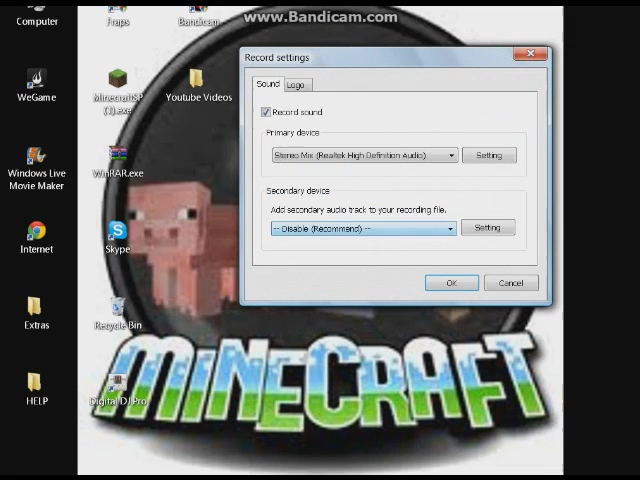 www.Bandicam.com
Computer
Fraps
Bandicam
Record settings
Sound
Logo
Record sound
Primary device
Stereo Mix (Realtek High Definition Audio)
Setting
Secondary device
Add secondary audio track to your recording file.
-- Disable (Recommend) --
Setting
OK
Cancel
WeGame
MinecraftSP
(1).exe
Youtube Videos
Windows Live
Movie Maker
WinRAR.exe
Internet
Skype
Extras
Recycle Bin
HELP
Digital DJ Pro
MINECRAFT